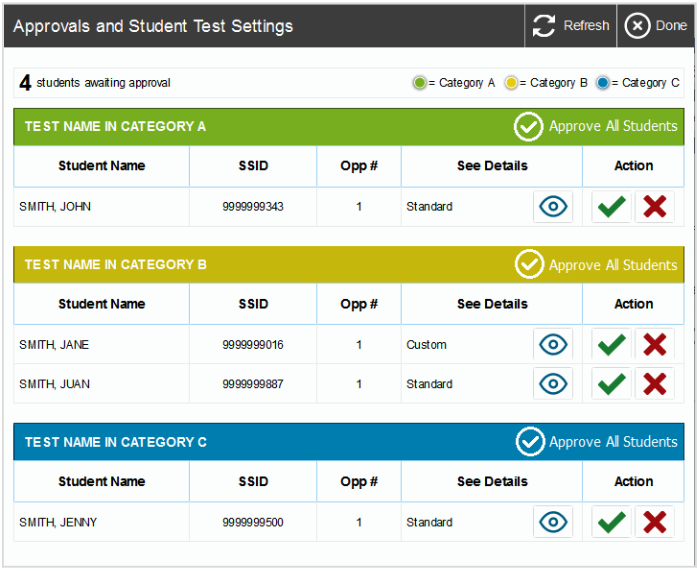 Approvals and Student Test Settings Refresh Done
4 students awaiting approval = Category A = Category B = Category C
TEST NAME IN CATEGORY A Approve All Students
Student Name SSID Opp # See Details Action
SMITH, JOHN 9999999343 1 Standard
TEST NAME IN CATEGORY B Approve All Students
Student Name SSID Opp # See Details Action
SMITH, JANE 9999999016 1 Custom
SMITH, JUAN 9999999887 1 Standard
TEST NAME IN CATEGORY C Approve All Students
Student Name SSID Opp # See Details Action
SMITH, JENNY 9999999500 1 Standard